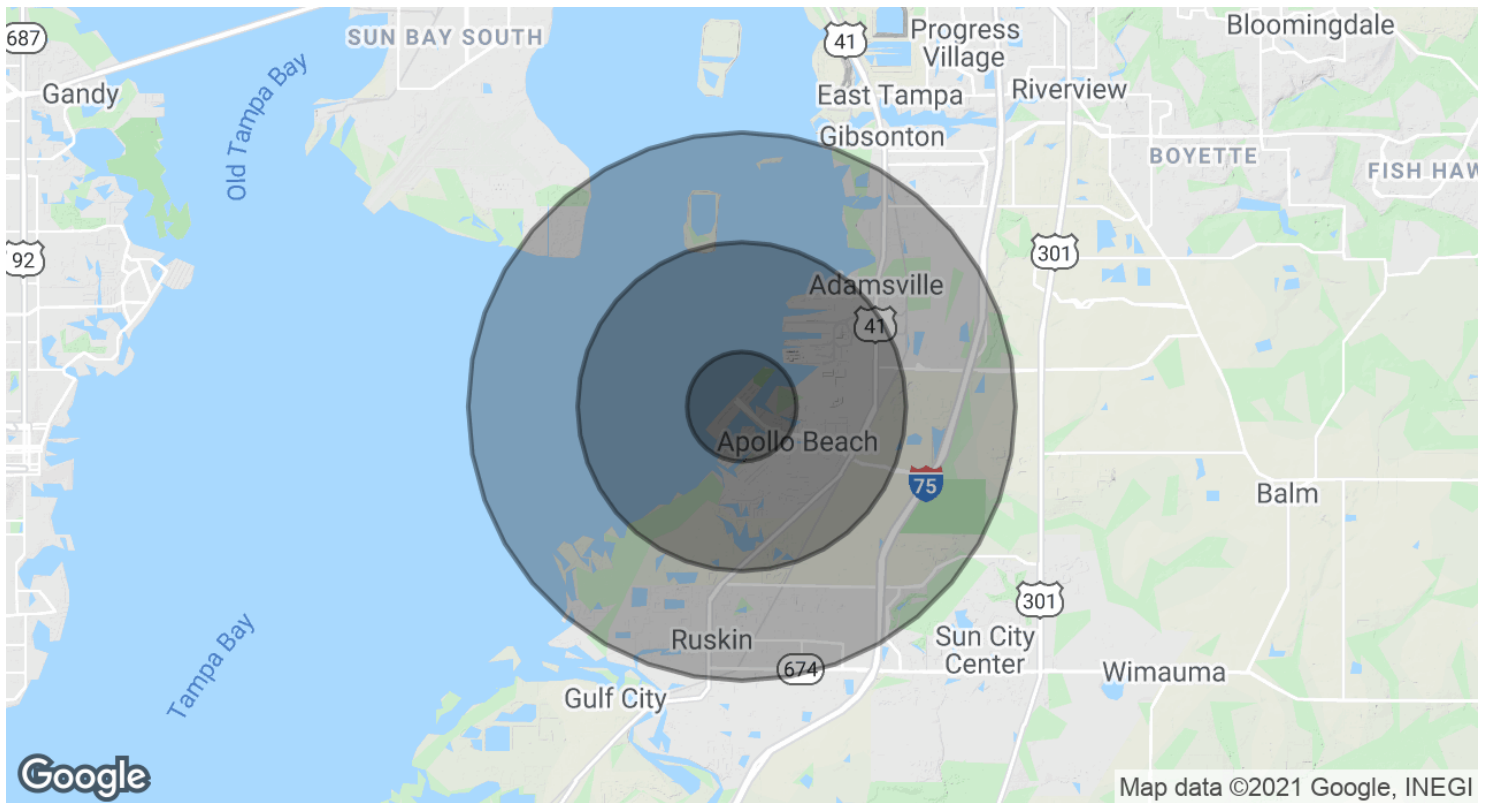 687
SUN BAY SOUTH
41
Progress
Village
Bloomingdale
Gandy
Old Tampa Bay
East Tampa
Riverview
Gibsonton
BOYETTE
FISH HAW
92
301
Adamsville
41
Apollo Beach
75
Balm
301
Ruskin
Sun City
Center
674
Wimauma
Tampa Bay
Gulf City
Google
Map data ©2021 Google, INEGI